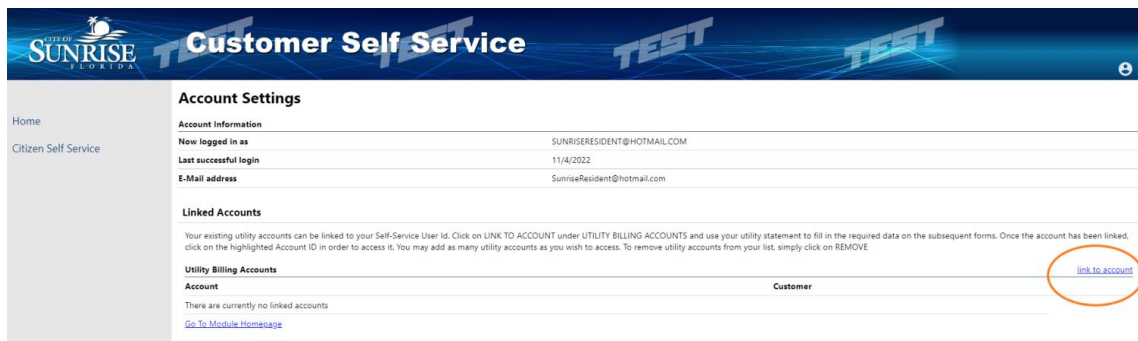 CITY OF
SUNRISE
FLORIDA
Customer Self Service
TEST
TEST
TEST
TEST
Account Settings
Home
Citizen Self Service
Account Information
Now logged in as SUNRISERESIDENT@HOTMAIL.COM
Last successful login 11/4/2022
E-Mail address SunriseResident@hotmail.com
Linked Accounts
Your existing utility accounts can be linked to your Self-Service User Id. Click on LINK TO ACCOUNT under UTILITY BILLING ACCOUNTS and use your utility statement to fill in the required data on the subsequent forms. Once the account has been linked,
click on the highlighted Account ID in order to access it. You may add as many utility accounts as you wish to access. To remove utility accounts from your list, simply click on REMOVE
Utility Billing Accounts link to account
Account Customer
There are currently no linked accounts
Go To Module Homepage